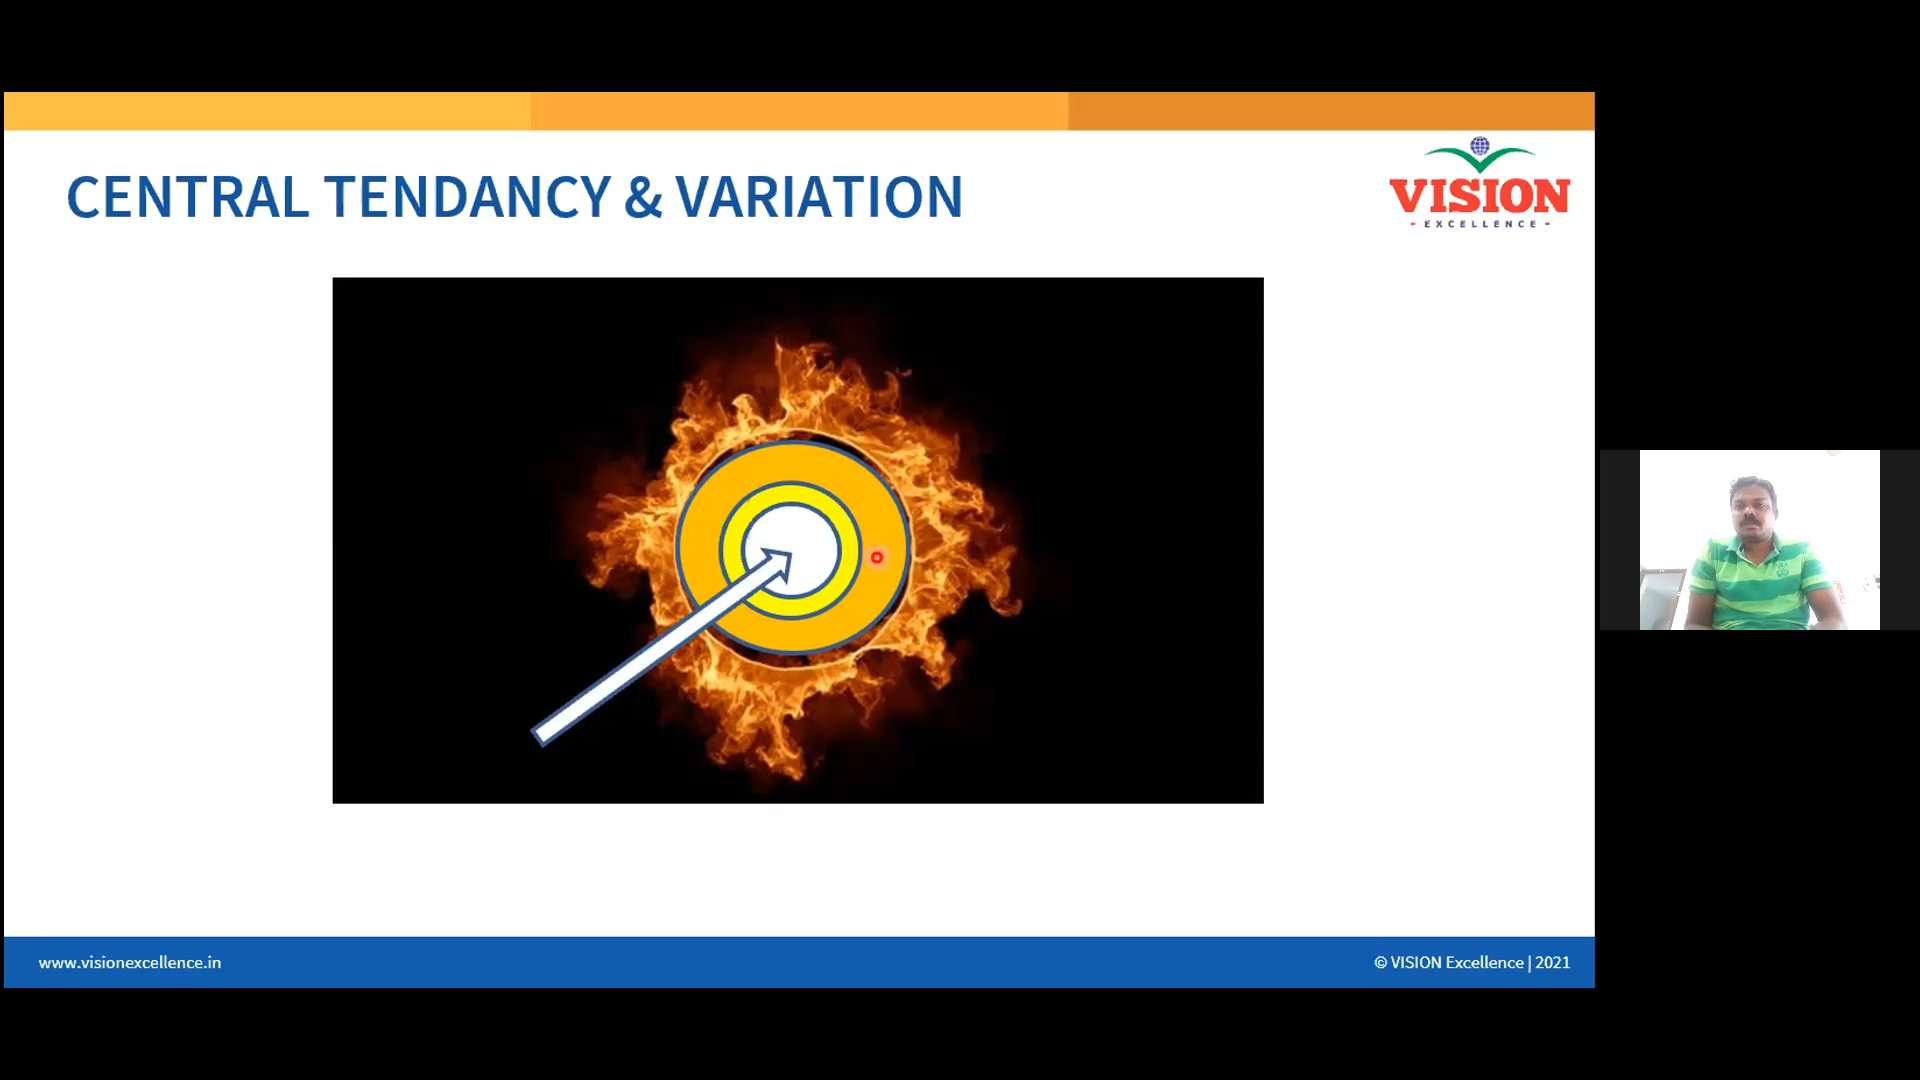 CENTRAL TENDANCY & VARIATION
VISION
EXCELLENCE
www.visionexcellence.in
© VISION Excellence | 2021